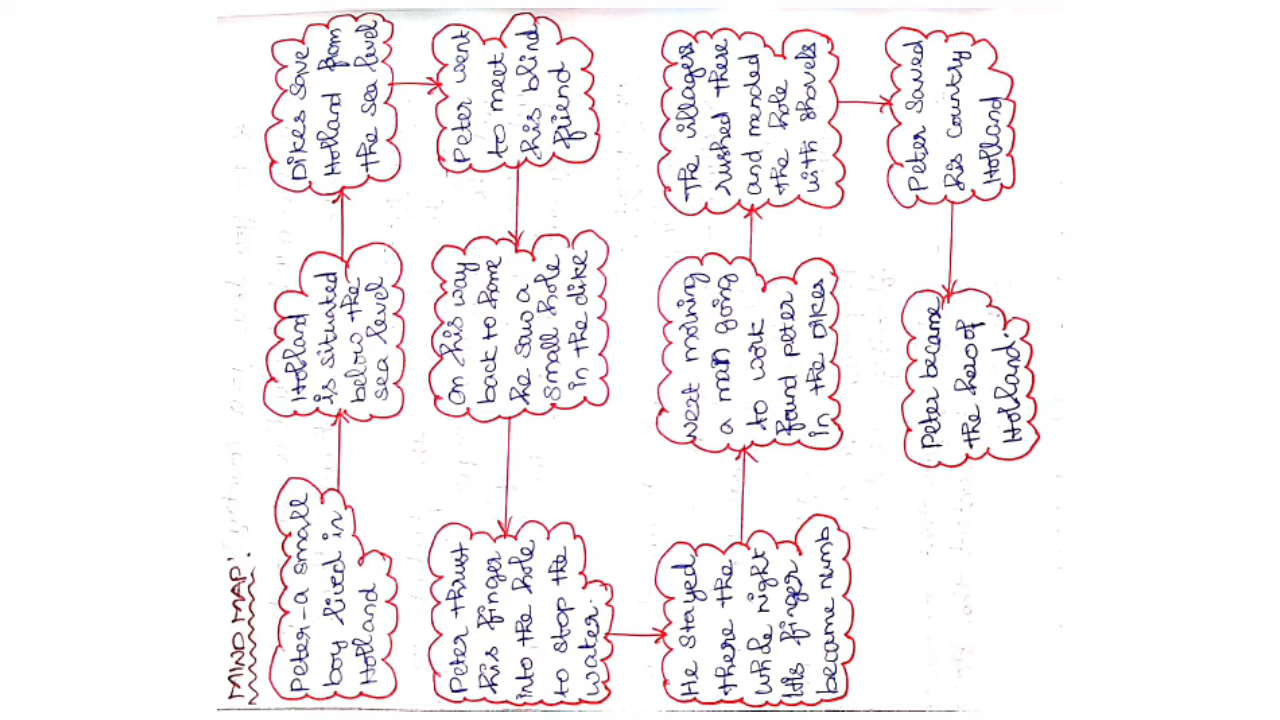 MIND MAP:
Peter - a small
boy lived in
Holland
Holland
is situated
below the
sea level
Dikes save
Holland from
the sea level
Peter went
to meet
his blind
friend
On his way
back to home
he saw a
small hole
in the dike
Peter thrust
his finger
into the hole
to stop the
water.
He stayed
there the
whole night
His finger
became numb
Next morning
a man going
to work
found peter
in the Dikes
The villagers
rushed there
and mended
the hole
with shovels
Peter saved
his country
Holland
Peter became
the hero of
Holland.